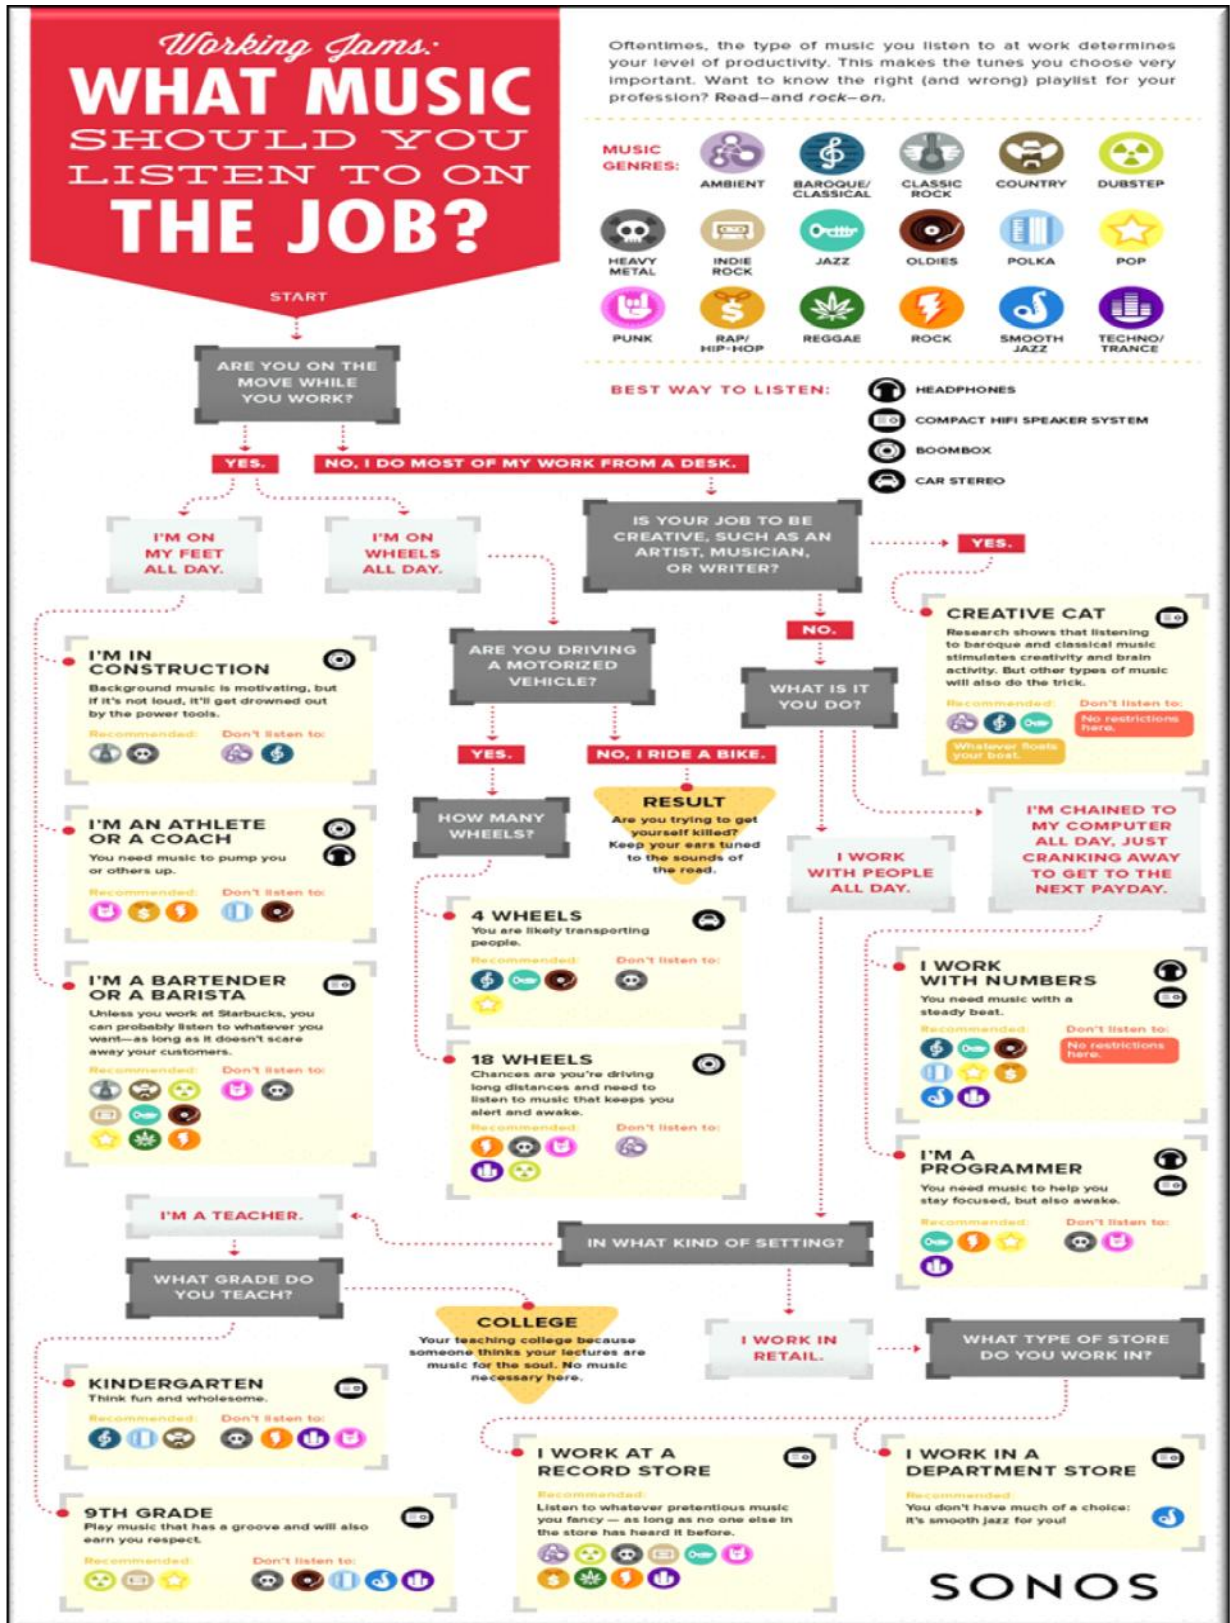 Working Jams:
WHAT MUSIC
SHOULD YOU
LISTEN TO ON
THE JOB?
START
Oftentimes, the type of music you listen to at work determines
your level of productivity. This makes the tunes you choose very
important. Want to know the right (and wrong) playlist for your
profession? Read—and rock—on.
MUSIC
GENRES:
AMBIENT
BAROQUE/
CLASSICAL
CLASSIC
ROCK
COUNTRY
DUBSTEP
HEAVY
METAL
INDIE
ROCK
JAZZ
OLDIES
POLKA
POP
PUNK
RAP/
HIP-HOP
REGGAE
ROCK
SMOOTH
JAZZ
TECHNO/
TRANCE
BEST WAY TO LISTEN:
HEADPHONES
COMPACT HIFI SPEAKER SYSTEM
BOOMBOX
CAR STEREO
ARE YOU ON THE
MOVE WHILE
YOU WORK?
YES.
NO, I DO MOST OF MY WORK FROM A DESK.
I'M ON
MY FEET
ALL DAY.
I'M ON
WHEELS
ALL DAY.
IS YOUR JOB TO BE
CREATIVE, SUCH AS AN
ARTIST, MUSICIAN,
OR WRITER?
YES.
NO.
CREATIVE CAT
Research shows that listening
to baroque and classical music
stimulates creativity and brain
activity. But other types of music
will also do the trick.
Recommended:
Don't listen to:
No restrictions
here.
Whatever floats
your boat.
I'M IN
CONSTRUCTION
Background music is motivating, but
if it's not loud, it'll get drowned out
by the power tools.
Recommended:
Don't listen to:
ARE YOU DRIVING
A MOTORIZED
VEHICLE?
WHAT IS IT
YOU DO?
YES.
NO, I RIDE A BIKE.
HOW MANY
WHEELS?
RESULT
Are you trying to get
yourself killed?
Keep your ears tuned
to the sounds of
the road.
I WORK
WITH PEOPLE
ALL DAY.
I'M CHAINED TO
MY COMPUTER
ALL DAY, JUST
CRANKING AWAY
TO GET TO THE
NEXT PAYDAY.
I'M AN ATHLETE
OR A COACH
You need music to pump you
or others up.
Recommended:
Don't listen to:
4 WHEELS
You are likely transporting
people.
Recommended:
Don't listen to:
I'M A BARTENDER
OR A BARISTA
Unless you work at Starbucks, you
can probably listen to whatever you
want—as long as it doesn't scare
away your customers.
Recommended:
Don't listen to:
I WORK
WITH NUMBERS
You need music with a
steady beat.
Recommended:
Don't listen to:
No restrictions
here.
18 WHEELS
Chances are you're driving
long distances and need to
listen to music that keeps you
alert and awake.
Recommended:
Don't listen to:
I'M A
PROGRAMMER
You need music to help you
stay focused, but also awake.
Recommended:
Don't listen to:
I'M A TEACHER.
IN WHAT KIND OF SETTING?
WHAT GRADE DO
YOU TEACH?
COLLEGE
Your teaching college because
someone thinks your lectures are
music for the soul. No music
necessary here.
I WORK IN
RETAIL.
WHAT TYPE OF STORE
DO YOU WORK IN?
KINDERGARTEN
Think fun and wholesome.
Recommended:
Don't listen to:
9TH GRADE
Play music that has a groove and will also
earn you respect.
Recommended:
Don't listen to:
I WORK AT A
RECORD STORE
Recommended:
Listen to whatever pretentious music
you fancy — as long as no one else in
the store has heard it before.
I WORK IN A
DEPARTMENT STORE
Recommended:
You don't have much of a choice:
it's smooth jazz for you!
SONOS